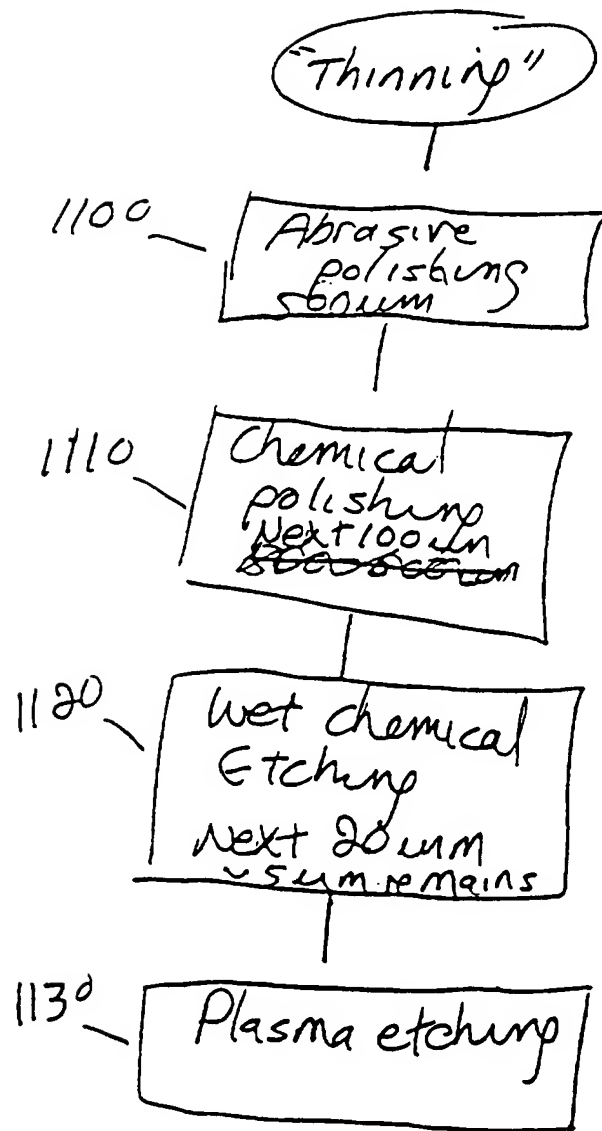 "Thinning"
1100
Abrasive
polishing
560um
1110
Chemical
polishing
Next 100um
1120
Wet chemical
Etching
Next 20um
~5um remains
1130
Plasma etching